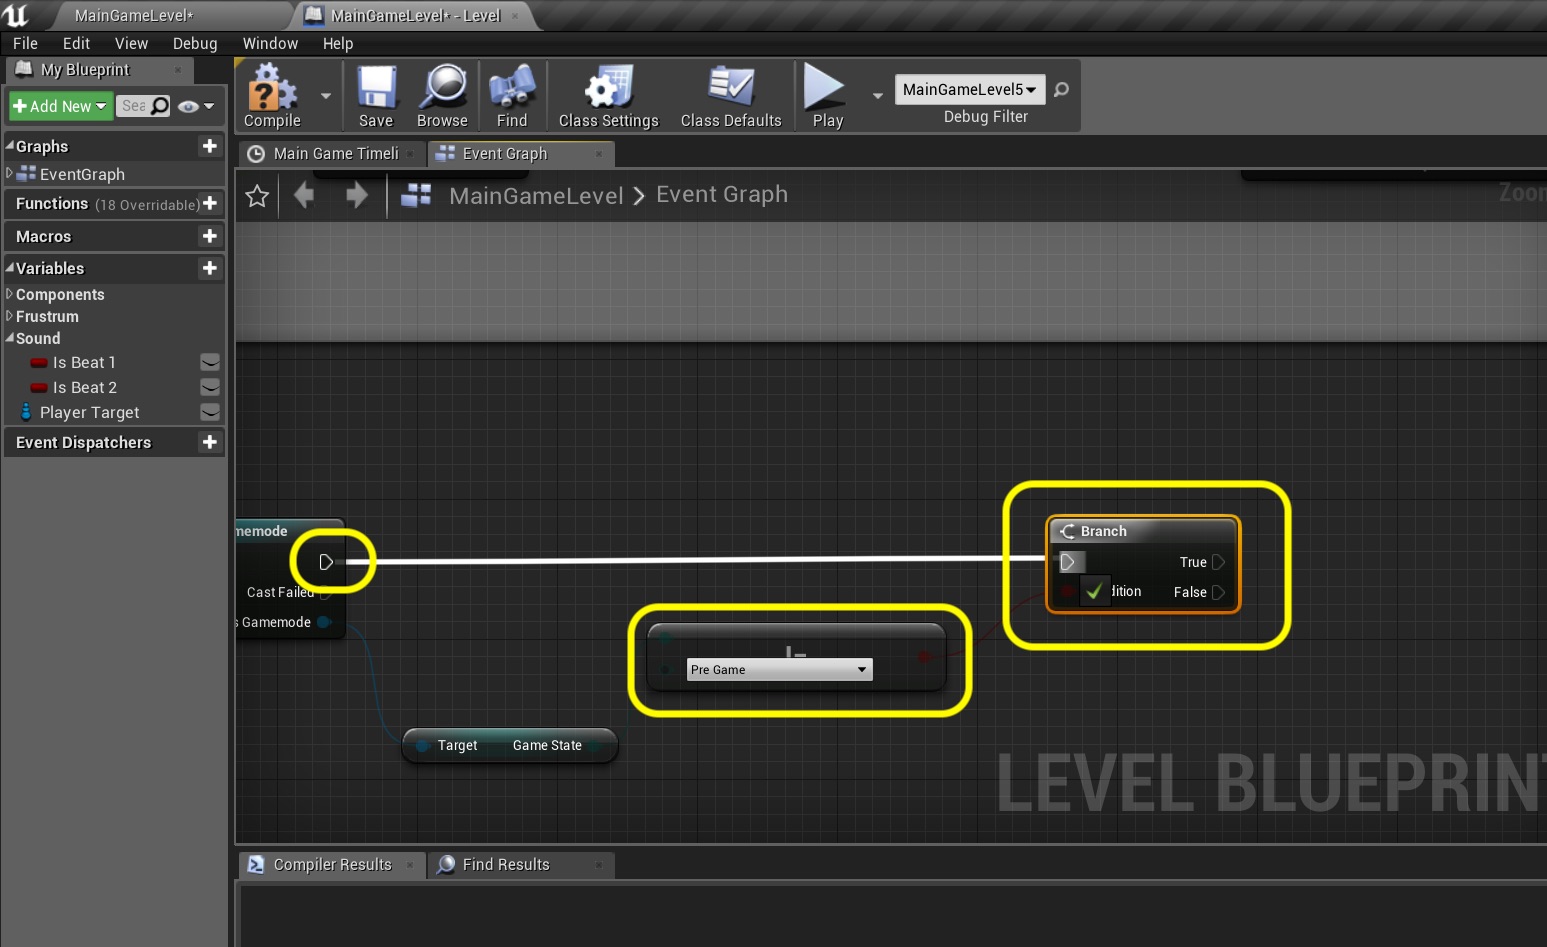 MainGameLevel*
MainGameLevel* - Level
File Edit View Debug Window Help
My Blueprint
Add New
Sea
Graphs
EventGraph
Functions (18 Overridable)
Macros
Variables
Components
Frustrum
Sound
Is Beat 1
Is Beat 2
Player Target
Event Dispatchers
Compile
Save
Browse
Find
Class Settings
Class Defaults
Play
MainGameLevel5
Debug Filter
Main Game Timeli
Event Graph
MainGameLevel > Event Graph
Zoom
memode
Cast Failed
s Gamemode
Target Game State
!=
Pre Game
Branch
True
dition
False
LEVEL BLUEPRINT
Compiler Results
Find Results